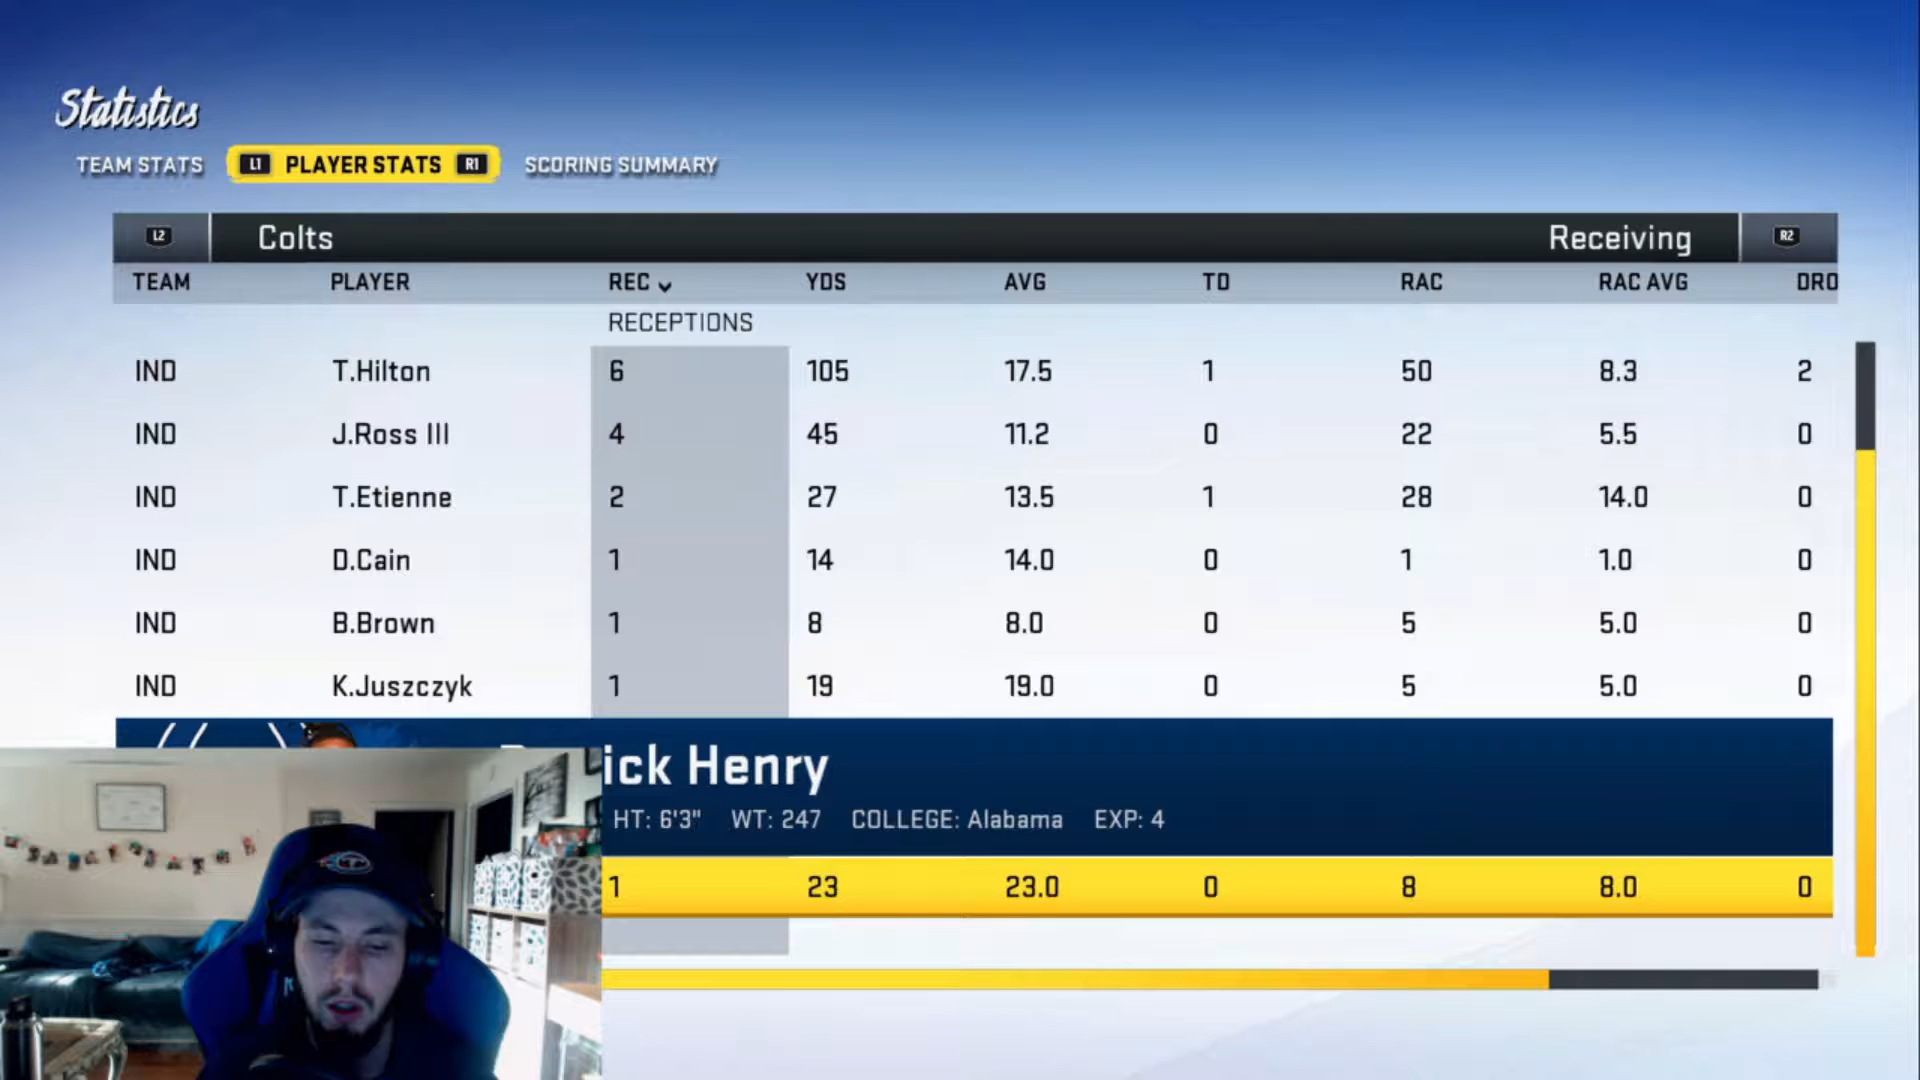 Statistics
TEAM STATS L1 PLAYER STATS R1 SCORING SUMMARY
L2 Colts Receiving R2
TEAM PLAYER REC YDS AVG TD RAC RAC AVG DRO
RECEPTIONS
IND T.Hilton 6 105 17.5 1 50 8.3 2
IND J.Ross III 4 45 11.2 0 22 5.5 0
IND T.Etienne 2 27 13.5 1 28 14.0 0
IND D.Cain 1 14 14.0 0 1 1.0 0
IND B.Brown 1 8 8.0 0 5 5.0 0
IND K.Juszczyk 1 19 19.0 0 5 5.0 0
ick Henry
HT: 6'3" WT: 247 COLLEGE: Alabama EXP: 4
1 23 23.0 0 8 8.0 0